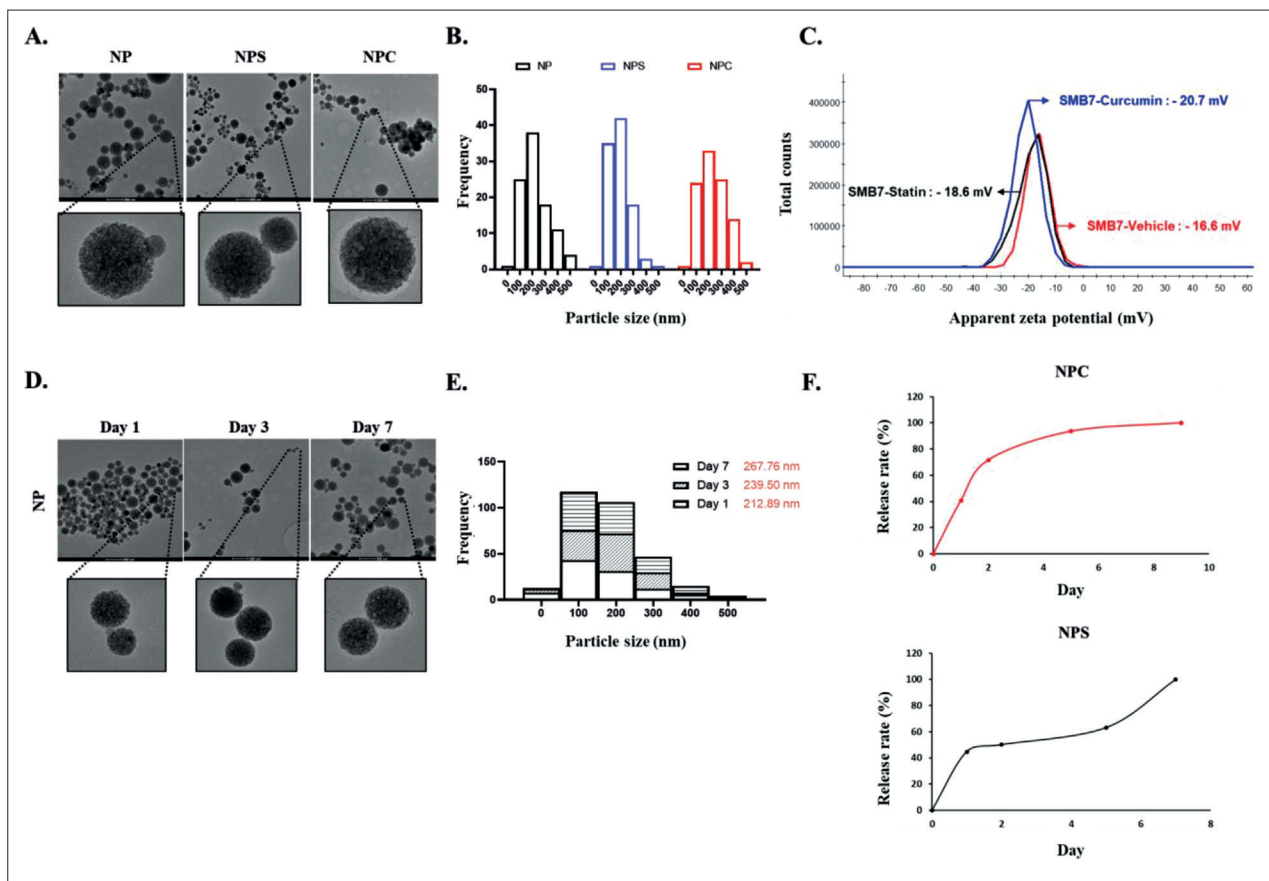 A.
NP NPS NPC
B.
NP NPS NPC
50
40
30
20
10
0
Frequency
0 100 200 300 400 500 0 100 200 300 400 500 0 100 200 300 400 500
Particle size (nm)
C.
SMB7-Curcumin : - 20.7 mV
SMB7-Statin : - 18.6 mV
SMB7-Vehicle : - 16.6 mV
400000
300000
200000
100000
0
Total counts
-80 -70 -60 -50 -40 -30 -20 -10 0 10 20 30 40 50 60
Apparent zeta potential (mV)
D.
Day 1 Day 3 Day 7
NP
E.
Day 7 267.76 nm
Day 3 239.50 nm
Day 1 212.89 nm
150
100
50
0
Frequency
0 100 200 300 400 500
Particle size (nm)
F.
NPC
120
100
80
60
40
20
0
Release rate (%)
0 2 4 6 8 10
Day
NPS
120
100
80
60
40
20
0
Release rate (%)
0 2 4 6 8
Day